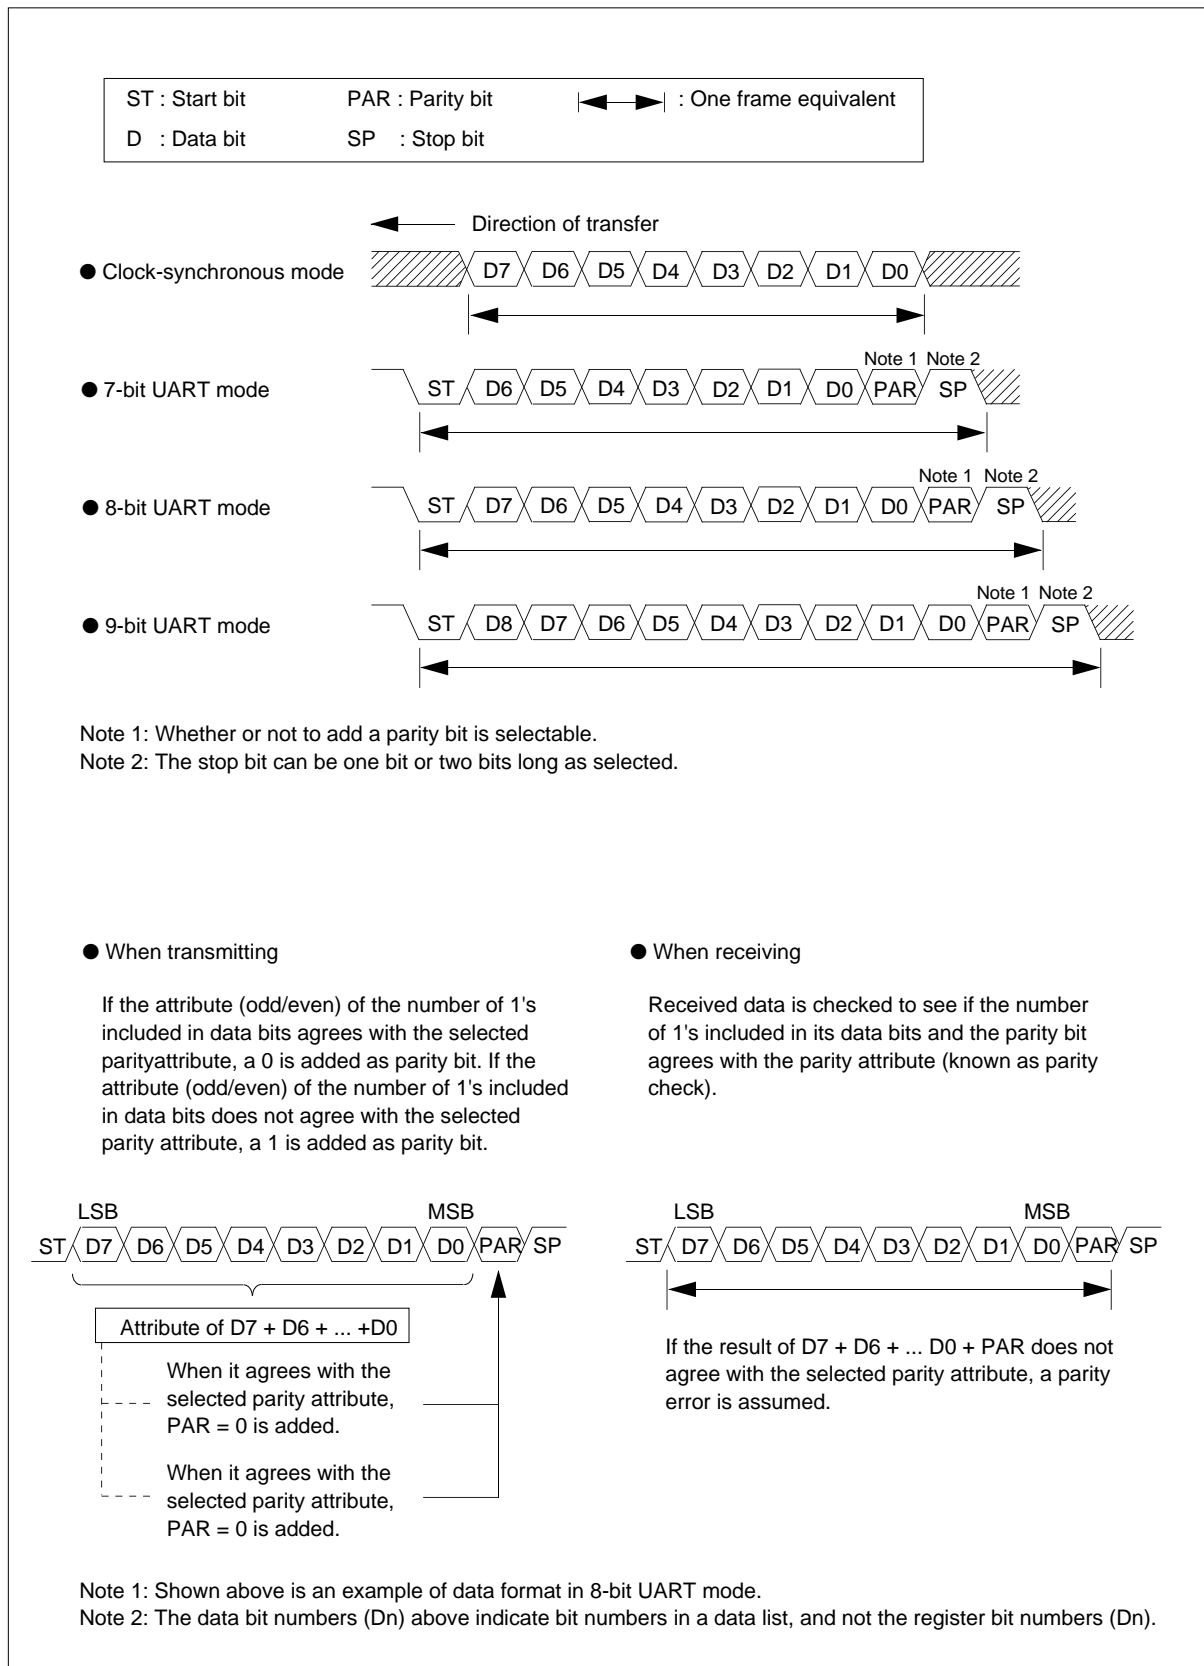 ST : Start bit PAR : Parity bit : One frame equivalent
D : Data bit SP : Stop bit
Direction of transfer
● Clock-synchronous mode D7 D6 D5 D4 D3 D2 D1 D0
Note 1 Note 2
● 7-bit UART mode ST D6 D5 D4 D3 D2 D1 D0 PAR SP
Note 1 Note 2
● 8-bit UART mode ST D7 D6 D5 D4 D3 D2 D1 D0 PAR SP
Note 1 Note 2
● 9-bit UART mode ST D8 D7 D6 D5 D4 D3 D2 D1 D0 PAR SP
Note 1: Whether or not to add a parity bit is selectable.
Note 2: The stop bit can be one bit or two bits long as selected.
● When transmitting
If the attribute (odd/even) of the number of 1's
included in data bits agrees with the selected
parityattribute, a 0 is added as parity bit. If the
attribute (odd/even) of the number of 1's included
in data bits does not agree with the selected
parity attribute, a 1 is added as parity bit.
LSB MSB
ST D7 D6 D5 D4 D3 D2 D1 D0 PAR SP
Attribute of D7 + D6 + ... +D0
When it agrees with the
selected parity attribute,
PAR = 0 is added.
When it agrees with the
selected parity attribute,
PAR = 0 is added.
● When receiving
Received data is checked to see if the number
of 1's included in its data bits and the parity bit
agrees with the parity attribute (known as parity
check).
LSB MSB
ST D7 D6 D5 D4 D3 D2 D1 D0 PAR SP
If the result of D7 + D6 + ... D0 + PAR does not
agree with the selected parity attribute, a parity
error is assumed.
Note 1: Shown above is an example of data format in 8-bit UART mode.
Note 2: The data bit numbers (Dn) above indicate bit numbers in a data list, and not the register bit numbers (Dn).